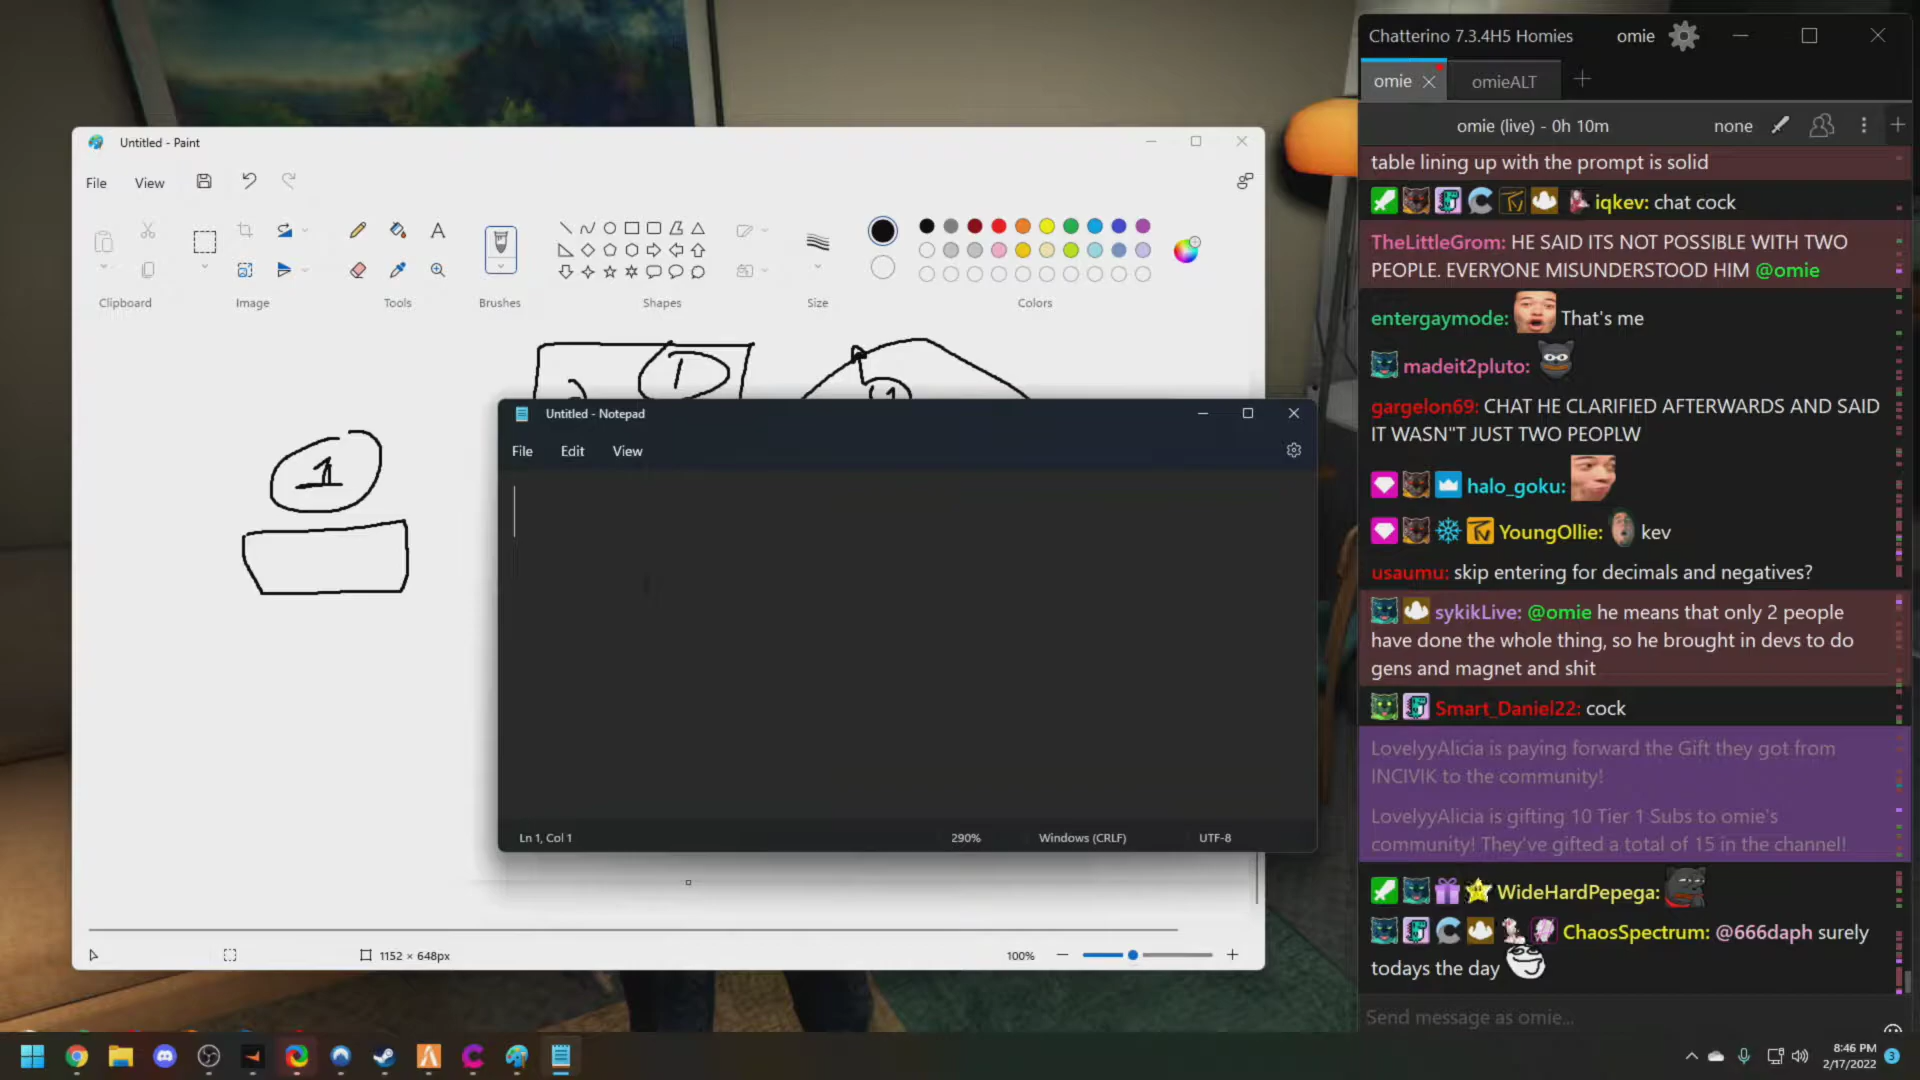 Chatterino 7.3.4H5 Homies
omie
omie
omieALT
omie (live) - 0h 10m
none
table lining up with the prompt is solid
iqkev: chat cock
TheLittleGrom: HE SAID ITS NOT POSSIBLE WITH TWO
PEOPLE. EVERYONE MISUNDERSTOOD HIM @omie
entergaymode: That's me
madeit2pluto:
gargelon69: CHAT HE CLARIFIED AFTERWARDS AND SAID
IT WASN"T JUST TWO PEOPLW
halo_goku:
YoungOllie: kev
usaumu: skip entering for decimals and negatives?
sykikLive: @omie he means that only 2 people
have done the whole thing, so he brought in devs to do
gens and magnet and shit
Smart_Daniel22: cock
LovelyyAlicia is paying forward the Gift they got from
INCIVIK to the community!
LovelyyAlicia is gifting 10 Tier 1 Subs to omie's
community! They've gifted a total of 15 in the channel!
WideHardPepega:
ChaosSpectrum: @666daph surely
todays the day
Send message as omie...
Untitled - Paint
File
View
Clipboard
Image
Tools
Brushes
Shapes
Size
Colors
1
1
Untitled - Notepad
File
Edit
View
Ln 1, Col 1
290%
Windows (CRLF)
UTF-8
1152 × 648px
100%
8:46 PM
2/17/2022
3